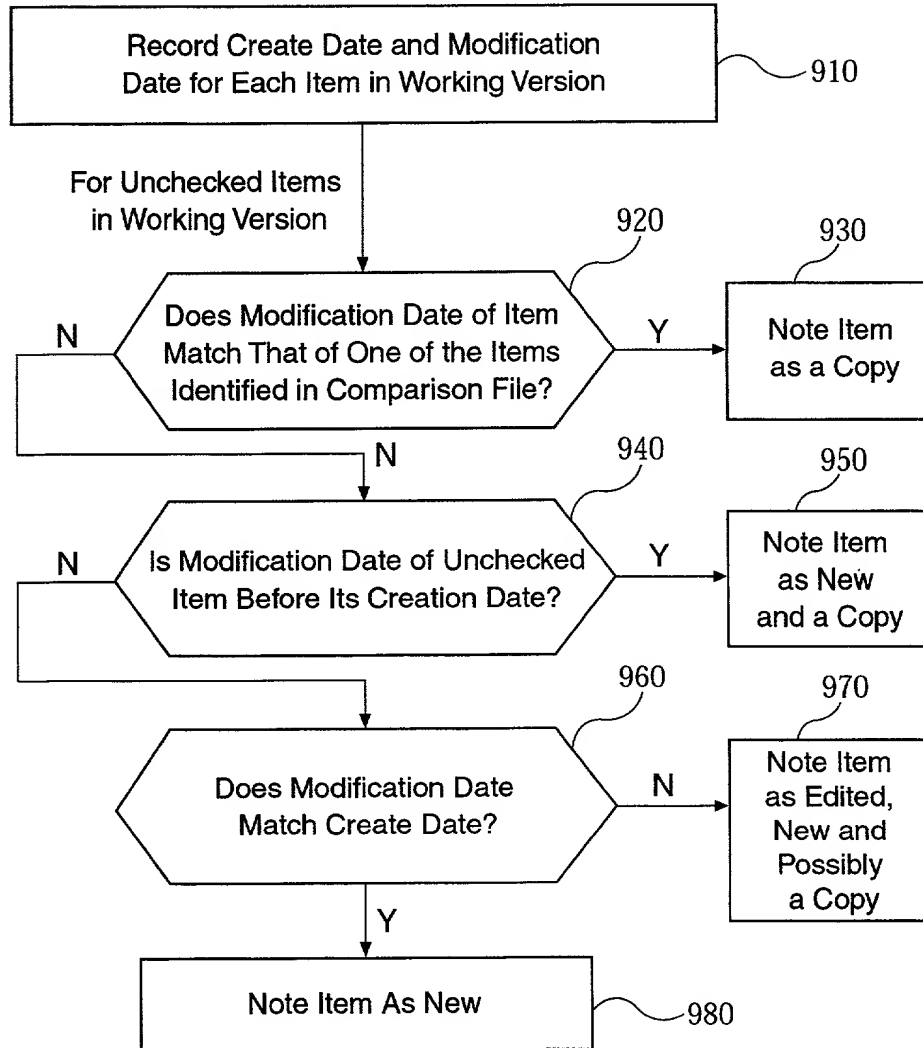 Record Create Date and Modification
Date for Each Item in Working Version
910
For Unchecked Items
in Working Version
920
930
Does Modification Date of Item
Match That of One of the Items
Identified in Comparison File?
N
Y
Note Item
as a Copy
N
940
950
Is Modification Date of Unchecked
Item Before Its Creation Date?
N
Y
Note Item
as New
and a Copy
960
970
Does Modification Date
Match Create Date?
N
Note Item
as Edited,
New and
Possibly
a Copy
Y
Note Item As New
980